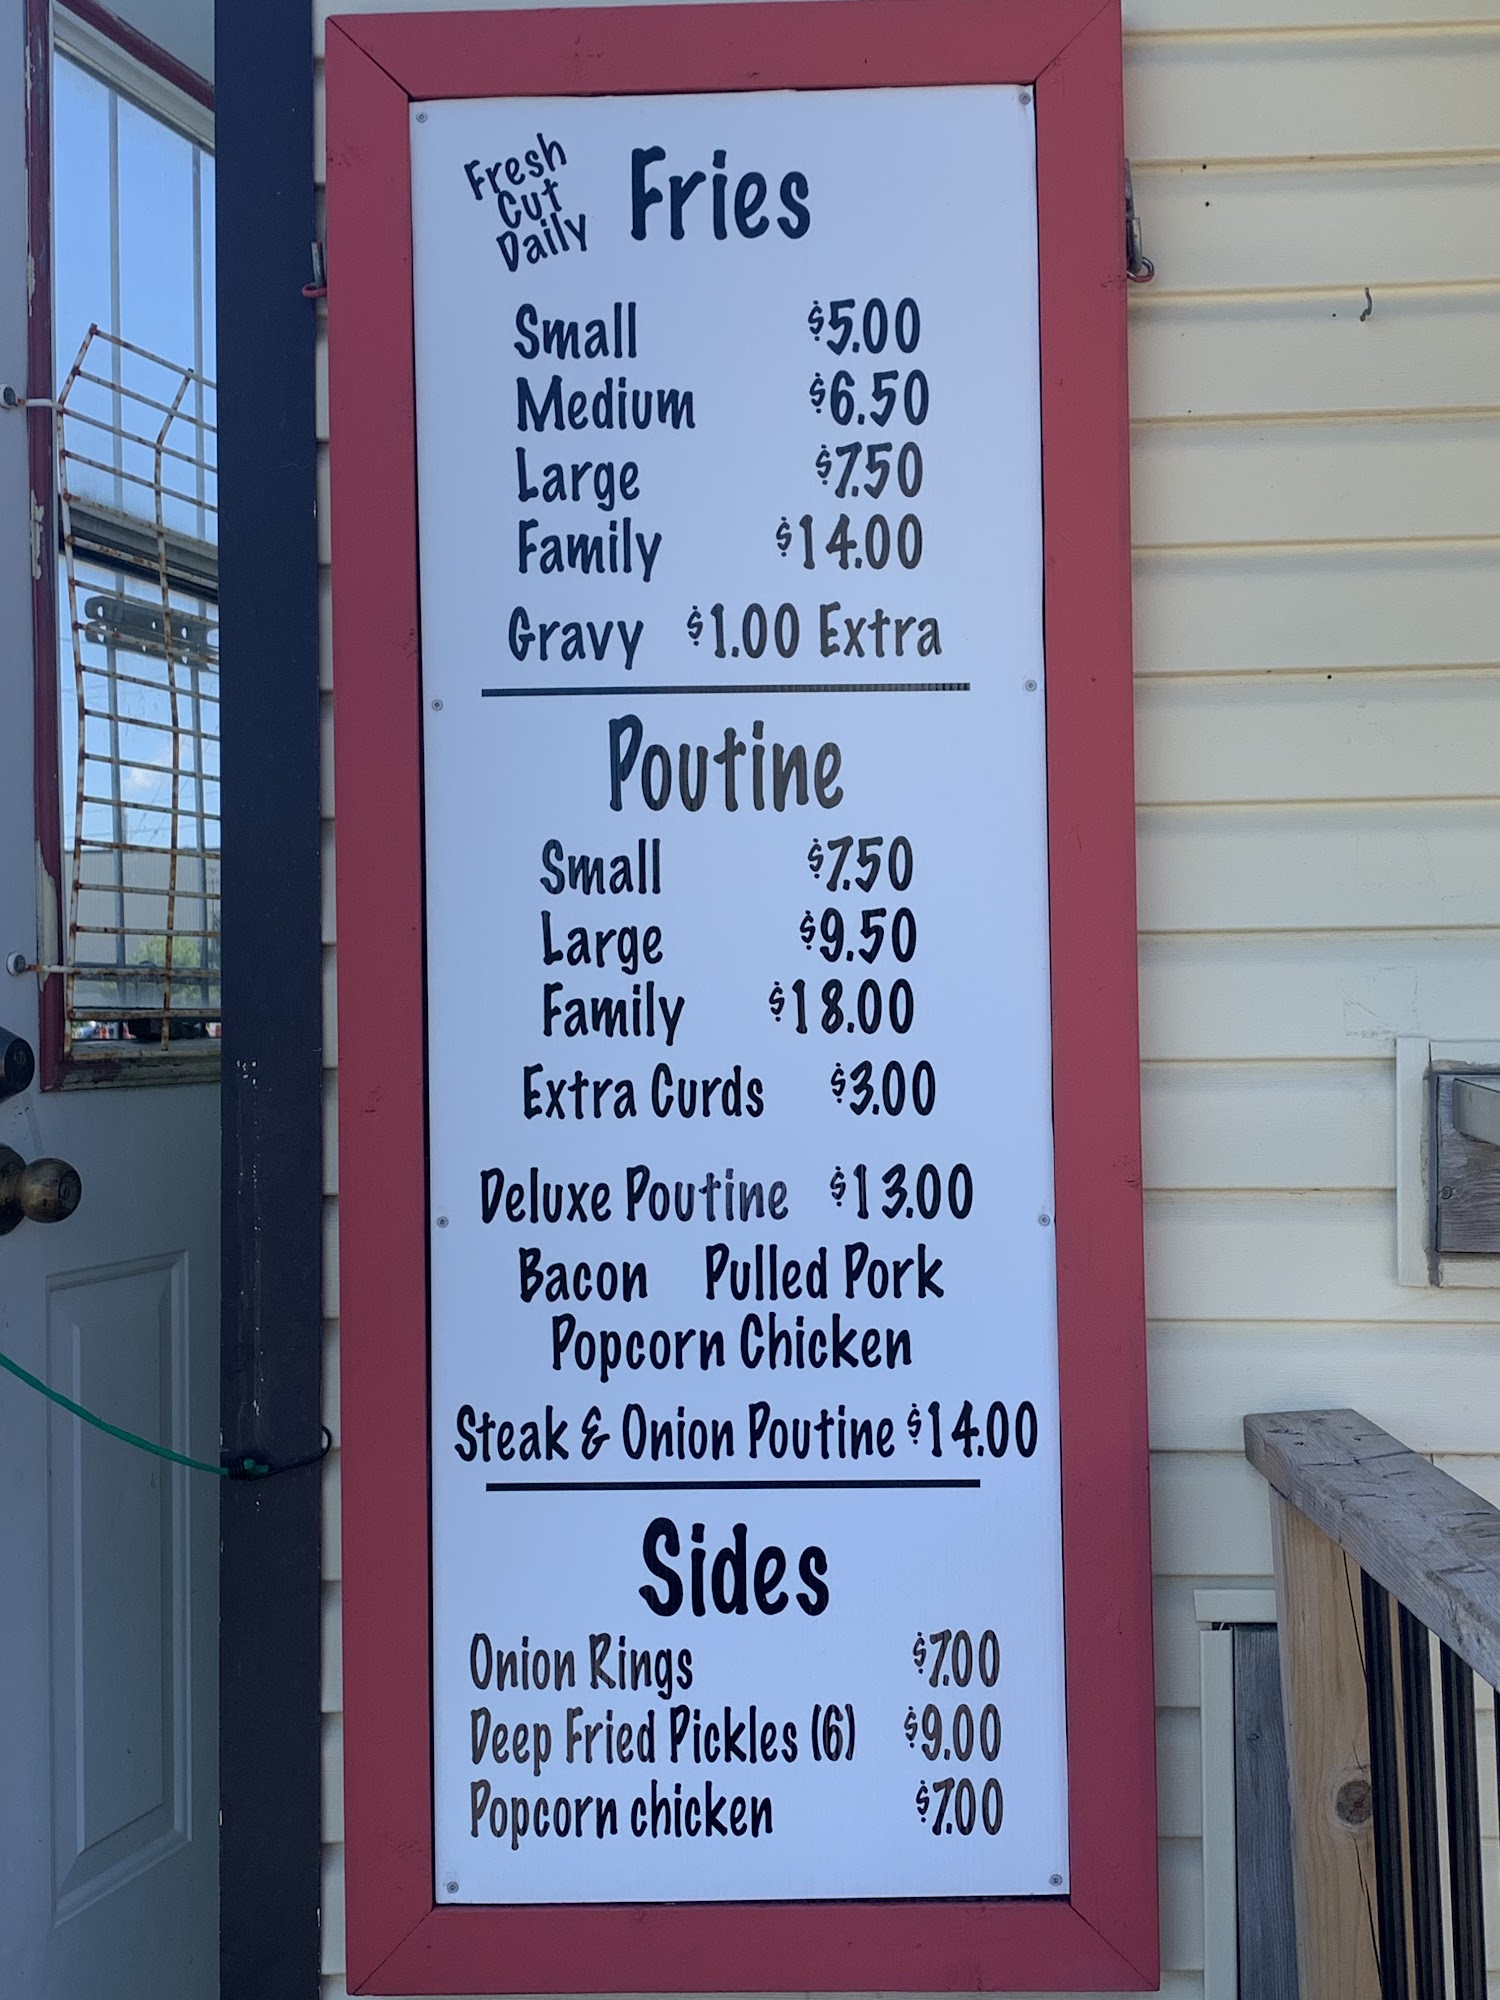 Fresh
Cut
Daily
Fries
Small $5.00
Medium $6.50
Large $7.50
Family $14.00
Gravy $1.00 Extra
Poutine
Small $7.50
Large $9.50
Family $18.00
Extra Curds $3.00
Deluxe Poutine $13.00
Bacon Pulled Pork
Popcorn Chicken
Steak & Onion Poutine $14.00
Sides
Onion Rings $7.00
Deep Fried Pickles (6) $9.00
Popcorn chicken $7.00